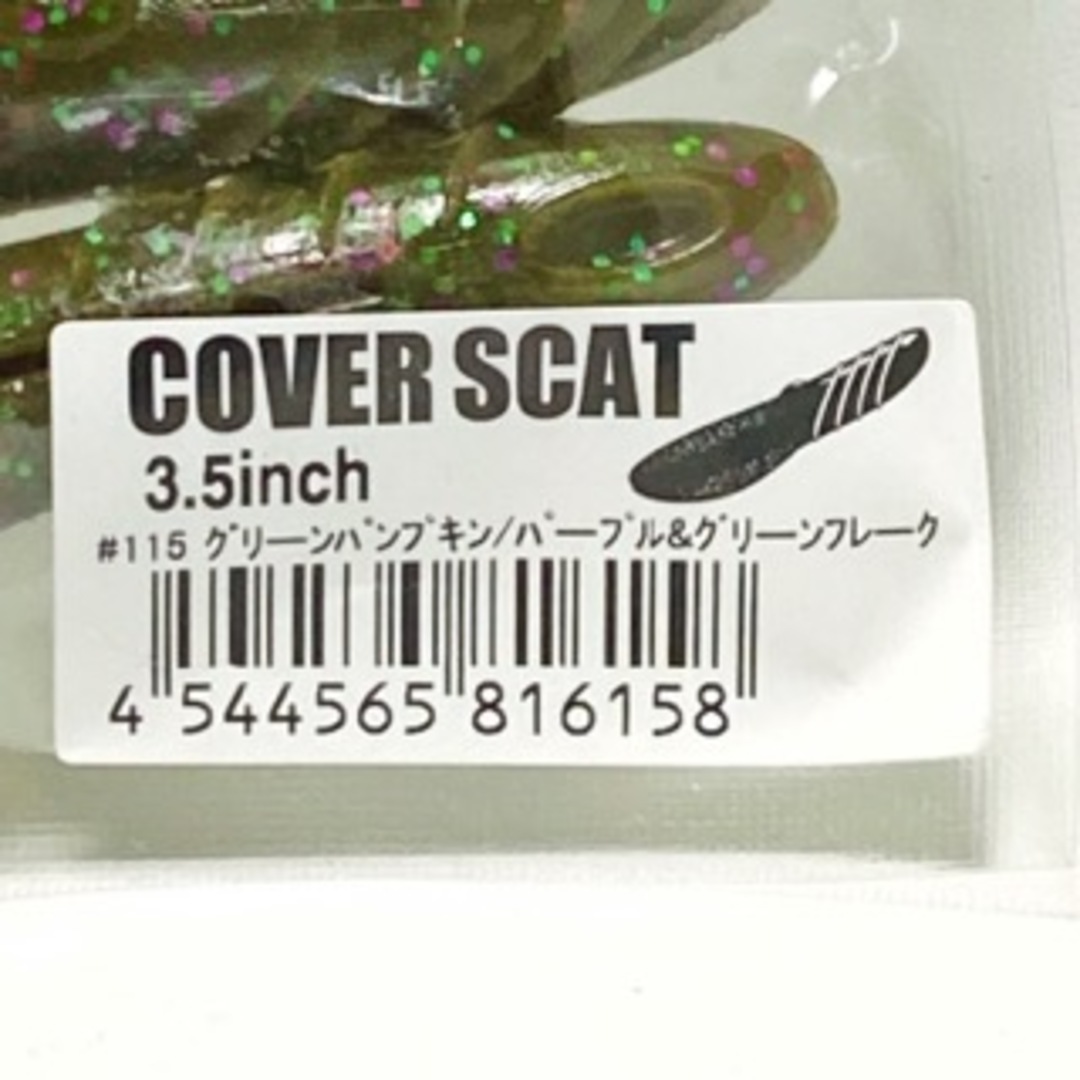 COVER SCAT
3.5inch
#115 グリーンパンプキン/パープル&グリーンフレーク
4 544565 816158